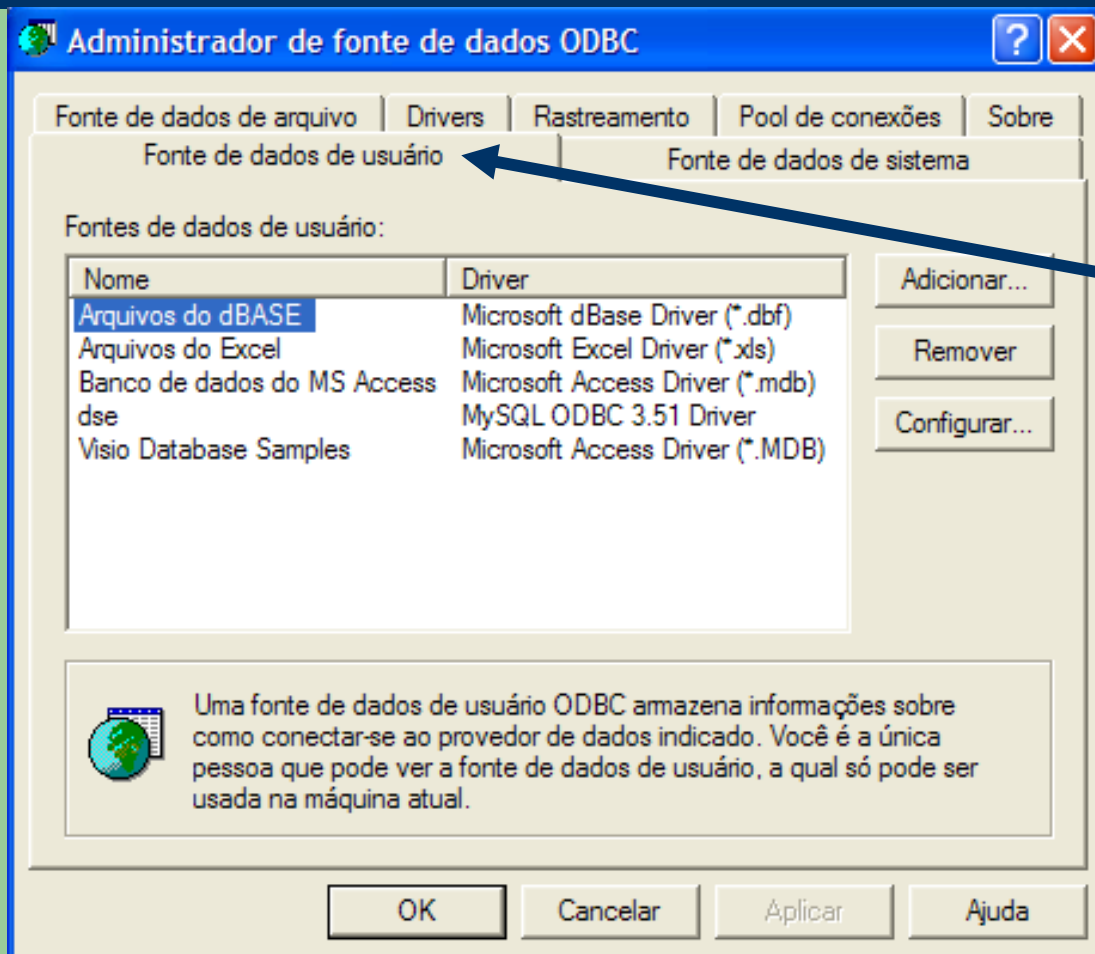 Administrador de fonte de dados ODBC
Fonte de dados de arquivo Drivers Rastreamento Pool de conexões Sobre
Fonte de dados de usuário Fonte de dados de sistema
Fontes de dados de usuário:
Nome Driver
Arquivos do dBASE Microsoft dBase Driver (*.dbf)
Arquivos do Excel Microsoft Excel Driver (*.xls)
Banco de dados do MS Access Microsoft Access Driver (*.mdb)
dse MySQL ODBC 3.51 Driver
Visio Database Samples Microsoft Access Driver (*.MDB)
Adicionar...
Remover
Configurar...
Uma fonte de dados de usuário ODBC armazena informações sobre
como conectar-se ao provedor de dados indicado. Você é a única
pessoa que pode ver a fonte de dados de usuário, a qual só pode ser
usada na máquina atual.
OK Cancelar Aplicar Ajuda